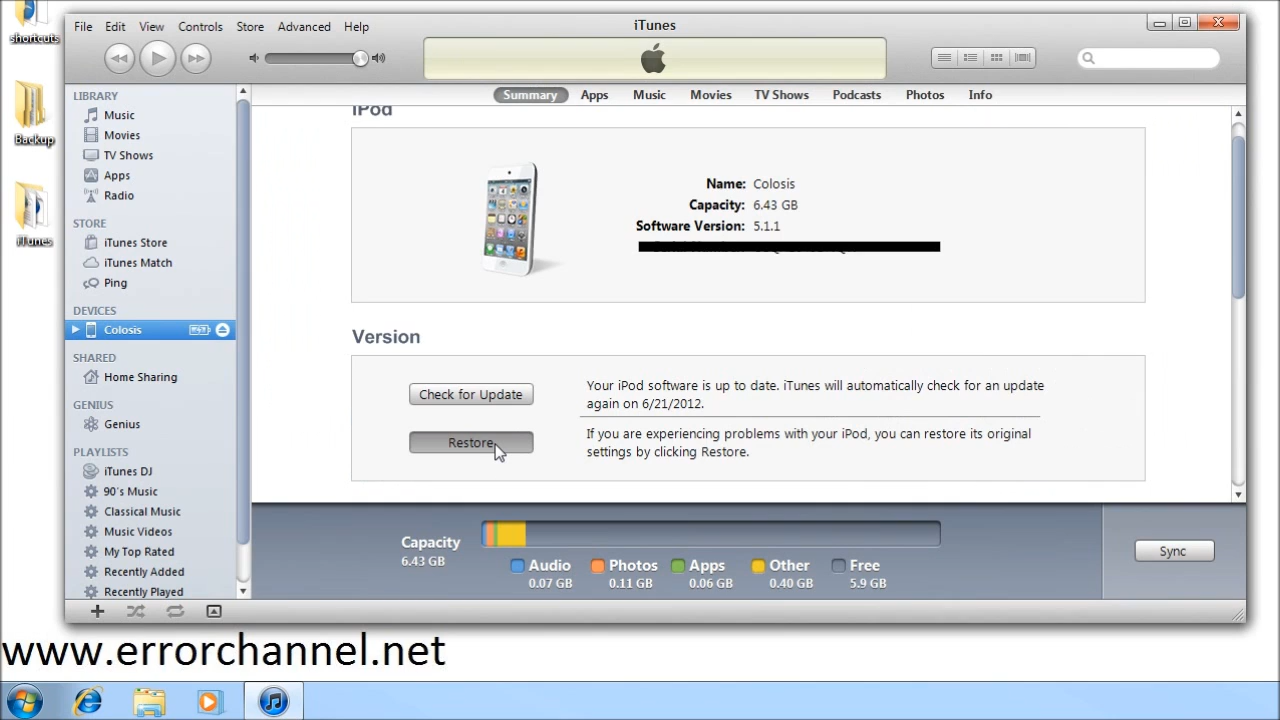 shortcuts
Backup
iTunes
iTunes
File Edit View Controls Store Advanced Help
Summary Apps Music Movies TV Shows Podcasts Photos Info
LIBRARY
Music
Movies
TV Shows
Apps
Radio
STORE
iTunes Store
iTunes Match
Ping
DEVICES
Colosis
SHARED
Home Sharing
GENIUS
Genius
PLAYLISTS
iTunes DJ
90's Music
Classical Music
Music Videos
My Top Rated
Recently Added
Recently Played
iPod
Name: Colosis
Capacity: 6.43 GB
Software Version: 5.1.1
Version
Check for Update
Your iPod software is up to date. iTunes will automatically check for an update
again on 6/21/2012.
Restore
If you are experiencing problems with your iPod, you can restore its original
settings by clicking Restore.
Capacity
6.43 GB
Audio
0.07 GB
Photos
0.11 GB
Apps
0.06 GB
Other
0.40 GB
Free
5.9 GB
Sync
www.errorchannel.net